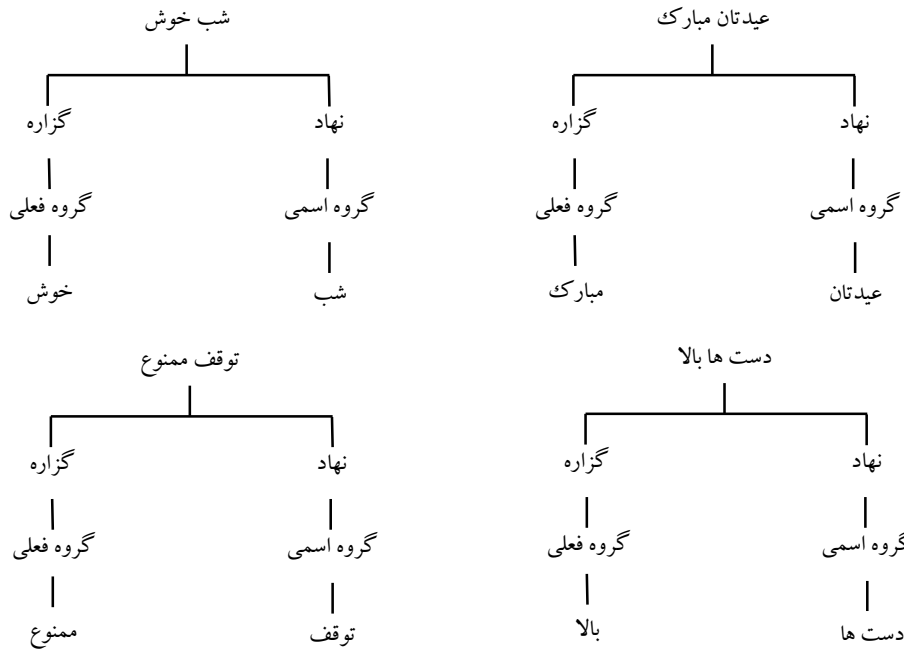 عیدتان مبارک شب خوش
نهاد گزاره نهاد گزاره
گروه اسمی گروه فعلی گروه اسمی گروه فعلی
عیدتان مبارک شب خوش
دست ها بالا توقف ممنوع
نهاد گزاره نهاد گزاره
گروه اسمی گروه فعلی گروه اسمی گروه فعلی
دست ها بالا توقف ممنوع